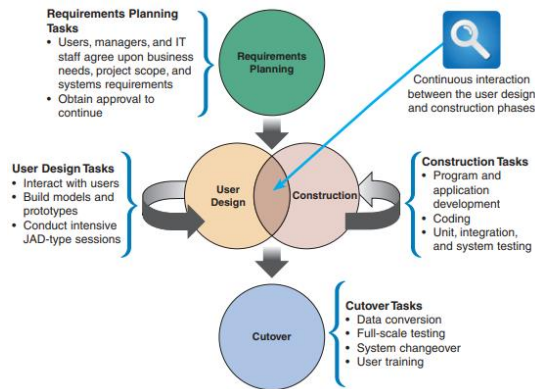 Requirements Planning
Tasks
• Users, managers, and IT
staff agree upon business
needs, project scope, and
systems requirements
• Obtain approval to
continue
Requirements
Planning
Continuous interaction
between the user design
and construction phases
User Design Tasks
• Interact with users
• Build models and
prototypes
• Conduct intensive
JAD-type sessions
User
Design
Construction
Construction Tasks
• Program and
application
development
• Coding
• Unit, integration,
and system testing
Cutover
Cutover Tasks
• Data conversion
• Full-scale testing
• System changeover
• User training